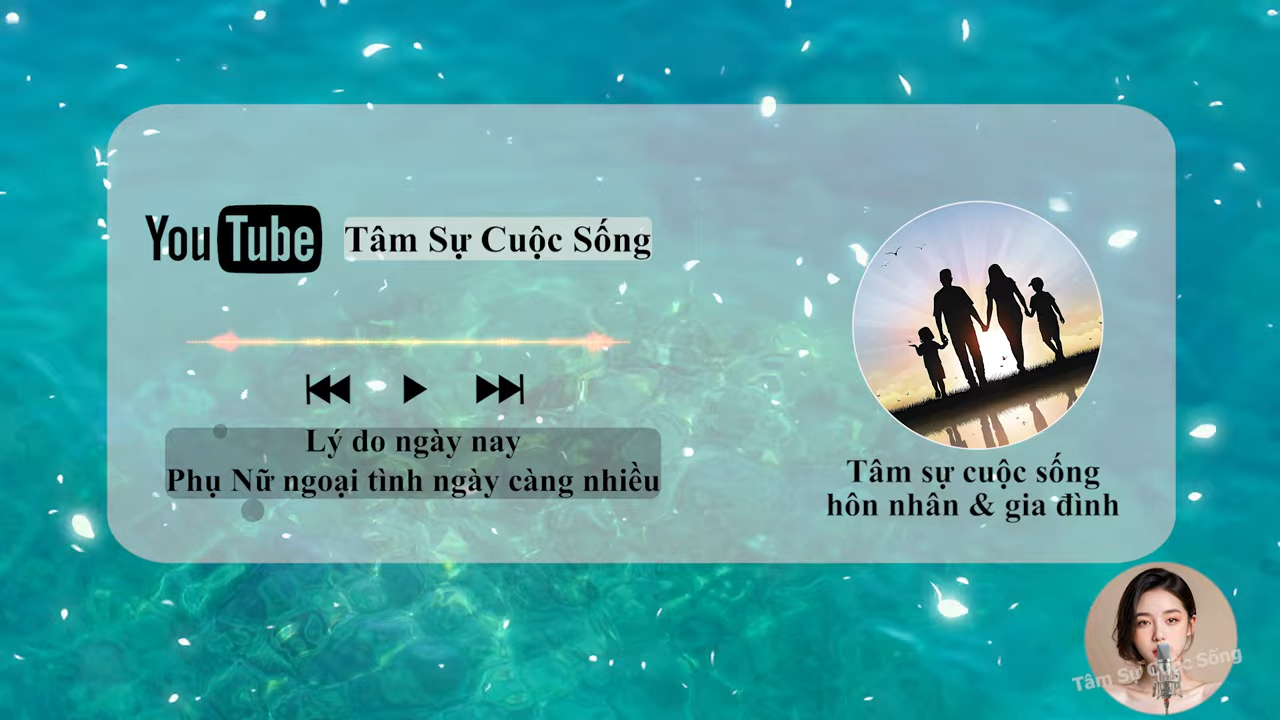 YouTube
Tâm Sự Cuộc Sống
Lý do ngày nay
Phụ Nữ ngoại tình ngày càng nhiều
Tâm sự cuộc sống
hôn nhân & gia đình
Tâm Sự Cuộc Sống